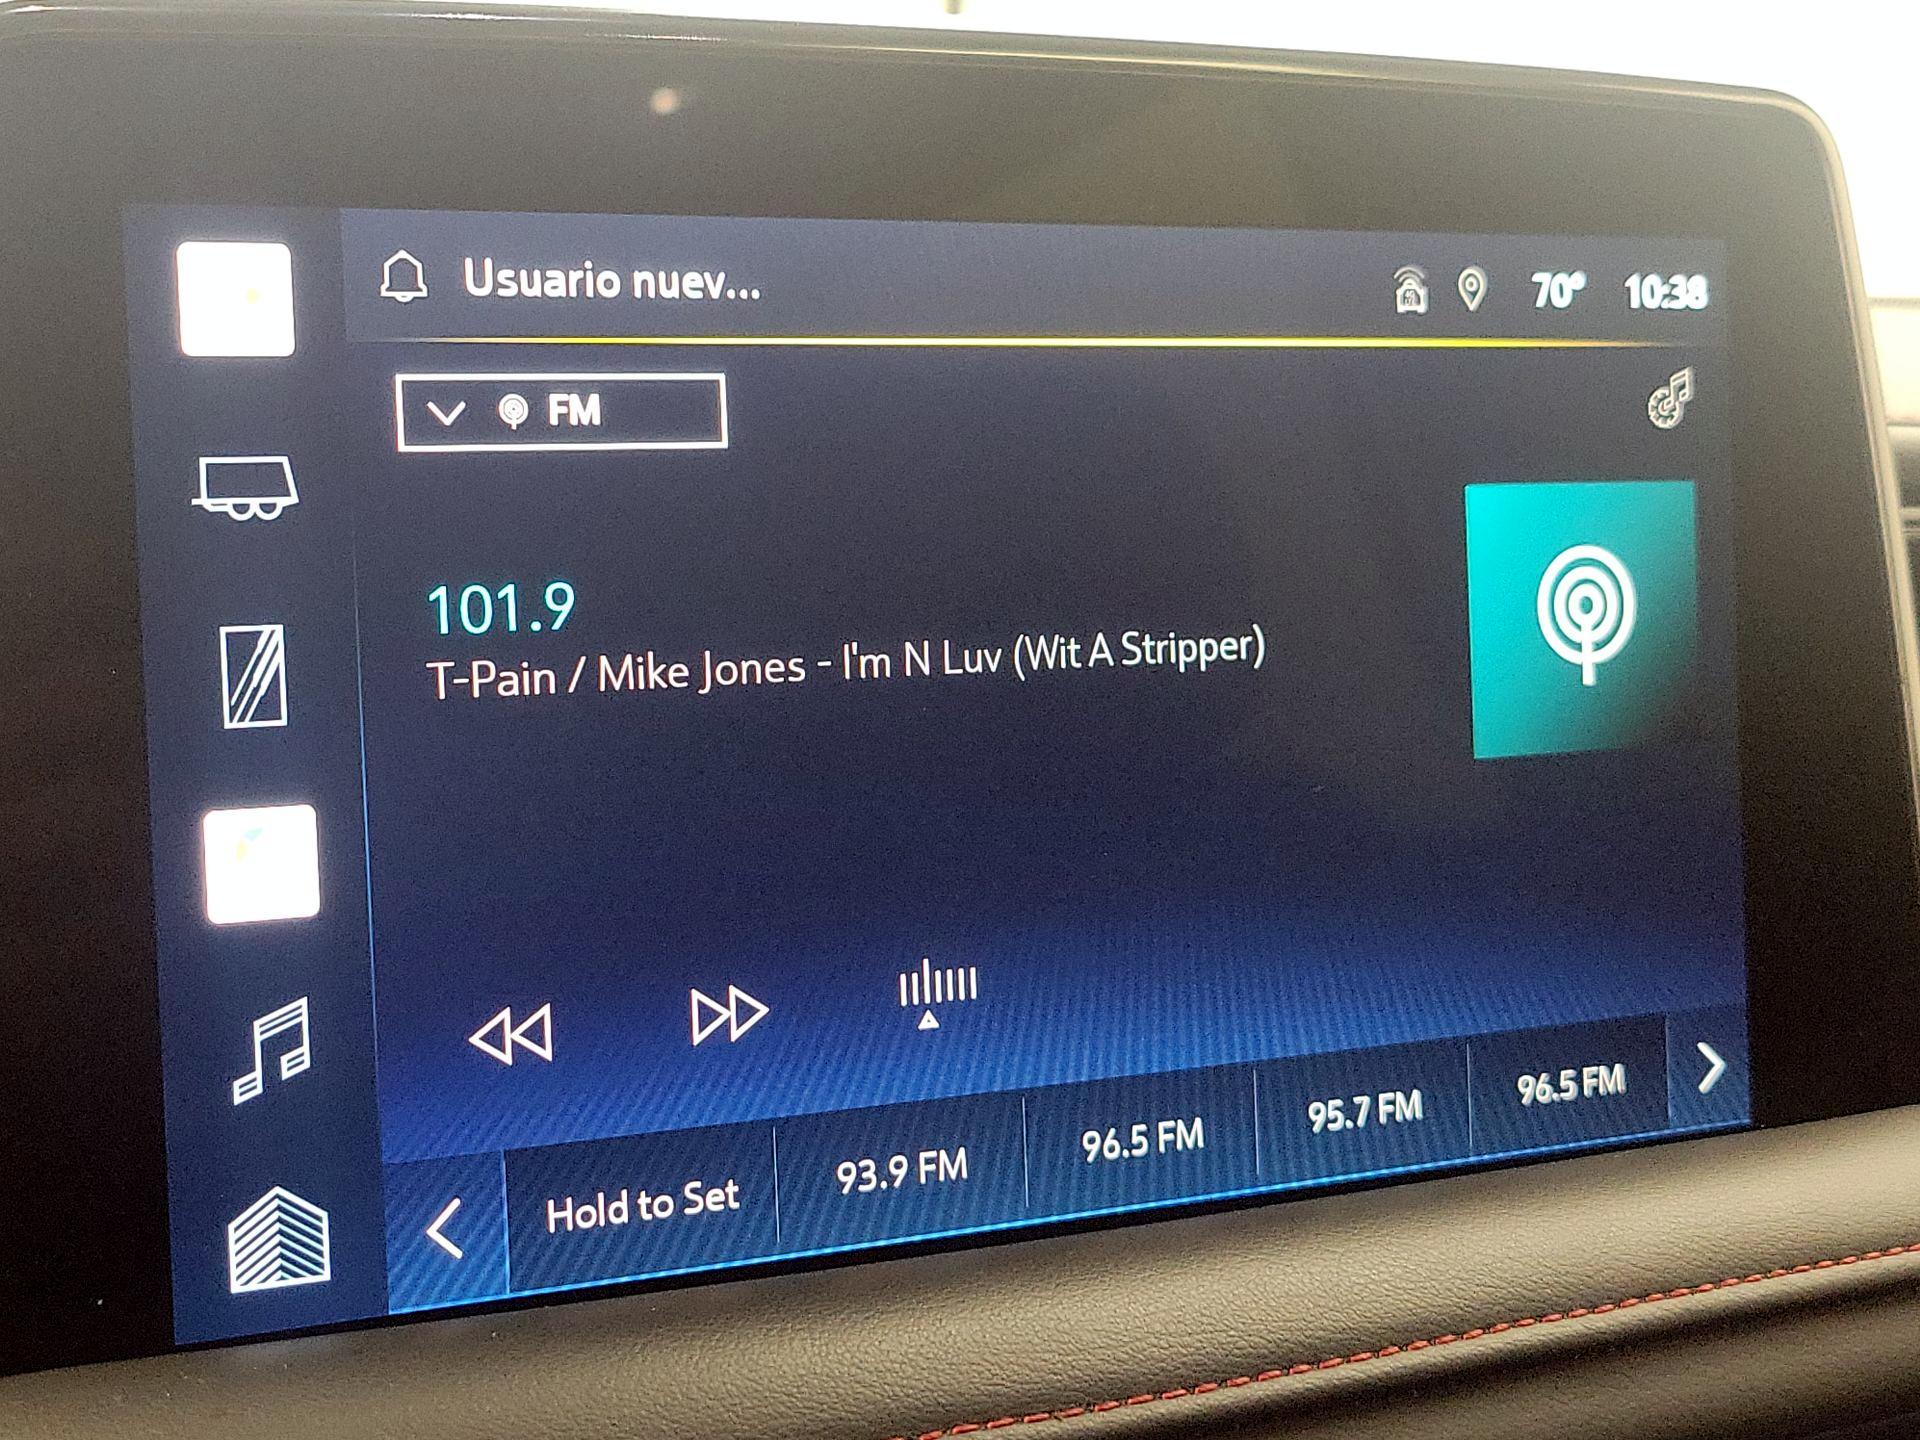 Usuario nuev...
70° 10:38
FM
101.9
T-Pain / Mike Jones - I'm N Luv (Wit A Stripper)
Hold to Set
93.9 FM
96.5 FM
95.7 FM
96.5 FM